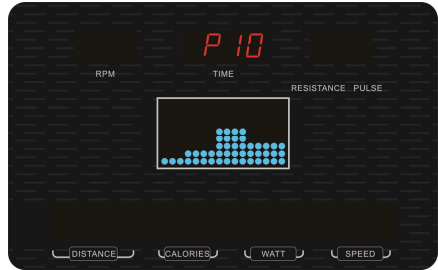 P 10
RPM
TIME
RESISTANCE PULSE
DISTANCE CALORIES WATT SPEED